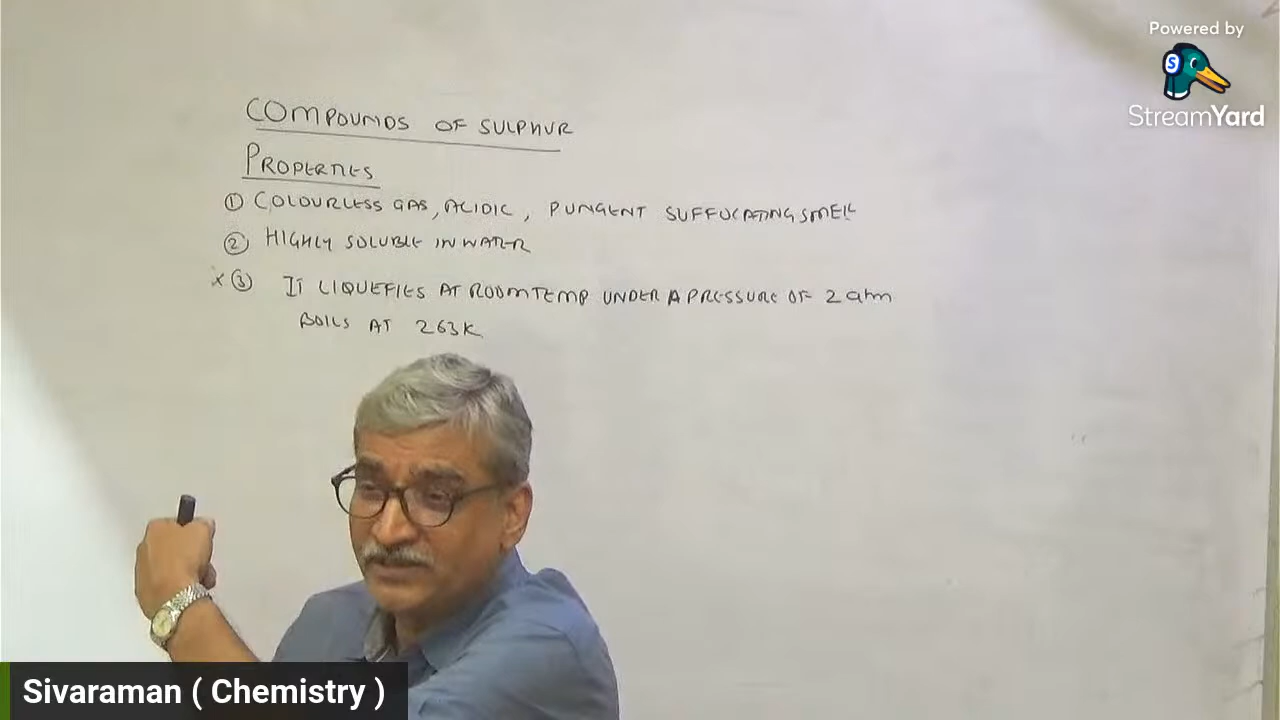 Powered by
StreamYard
COMPOUNDS OF SULPHUR
PROPERTIES
① COLOURLESS GAS, ACIDIC, PUNGENT SUFFOCATING SMELL
② HIGHLY SOLUBLE IN WATER
x ③ IT LIQUEFIES AT ROOM TEMP UNDER A PRESSURE OF 2 atm
BOILS AT 263K
Sivaraman ( Chemistry )